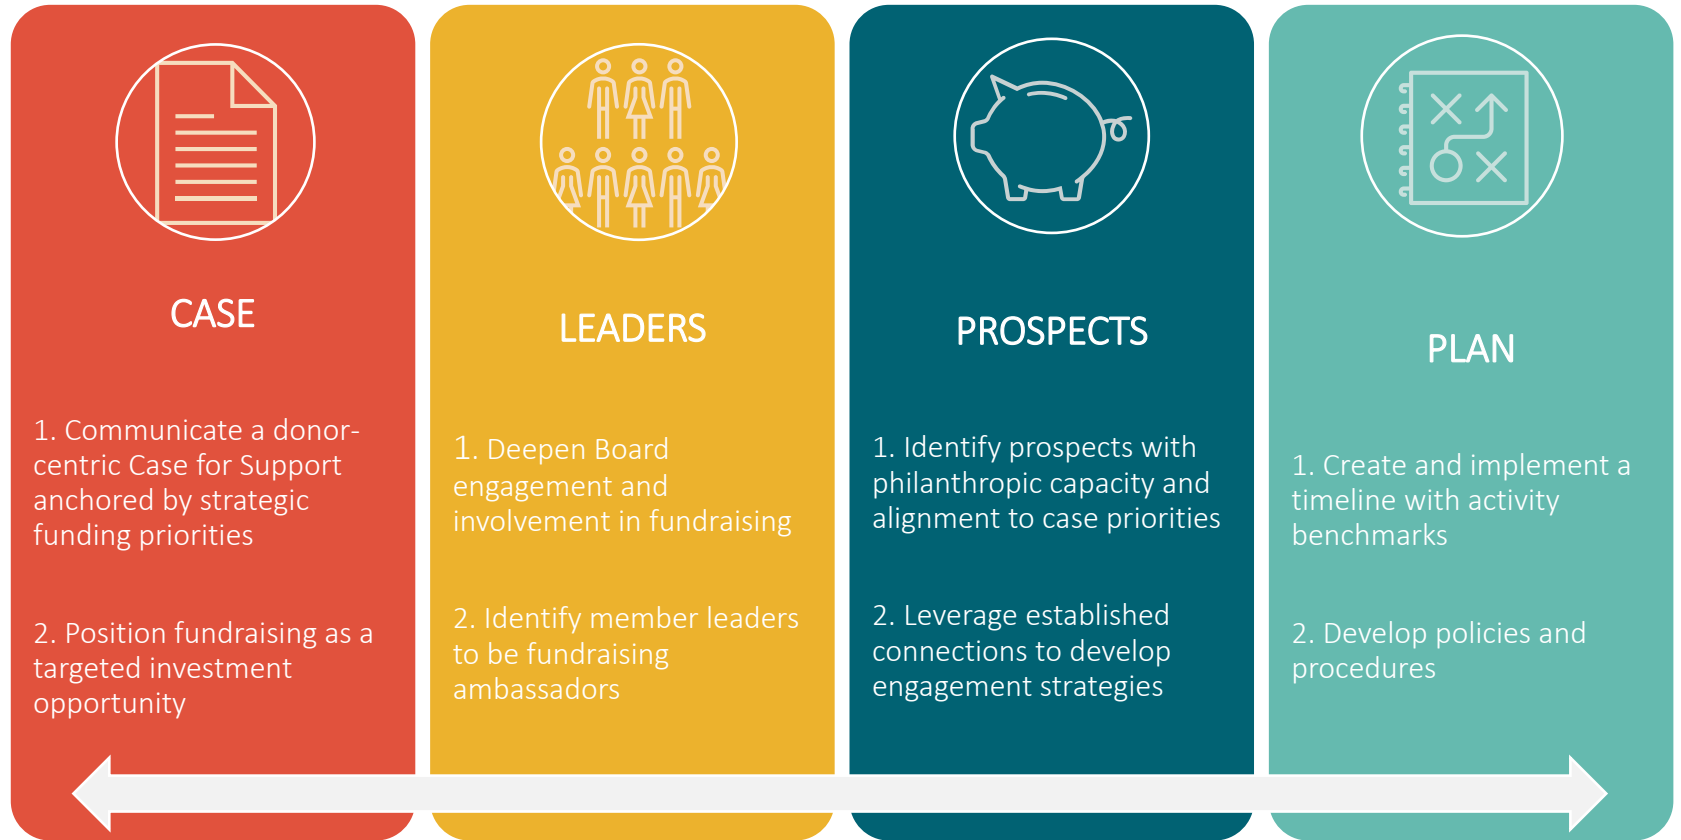 CASE
1. Communicate a donor-
centric Case for Support
anchored by strategic
funding priorities
2. Position fundraising as a
targeted investment
opportunity
LEADERS
1. Deepen Board
engagement and
involvement in fundraising
2. Identify member leaders
to be fundraising
ambassadors
PROSPECTS
1. Identify prospects with
philanthropic capacity and
alignment to case priorities
2. Leverage established
connections to develop
engagement strategies
PLAN
1. Create and implement a
timeline with activity
benchmarks
2. Develop policies and
procedures